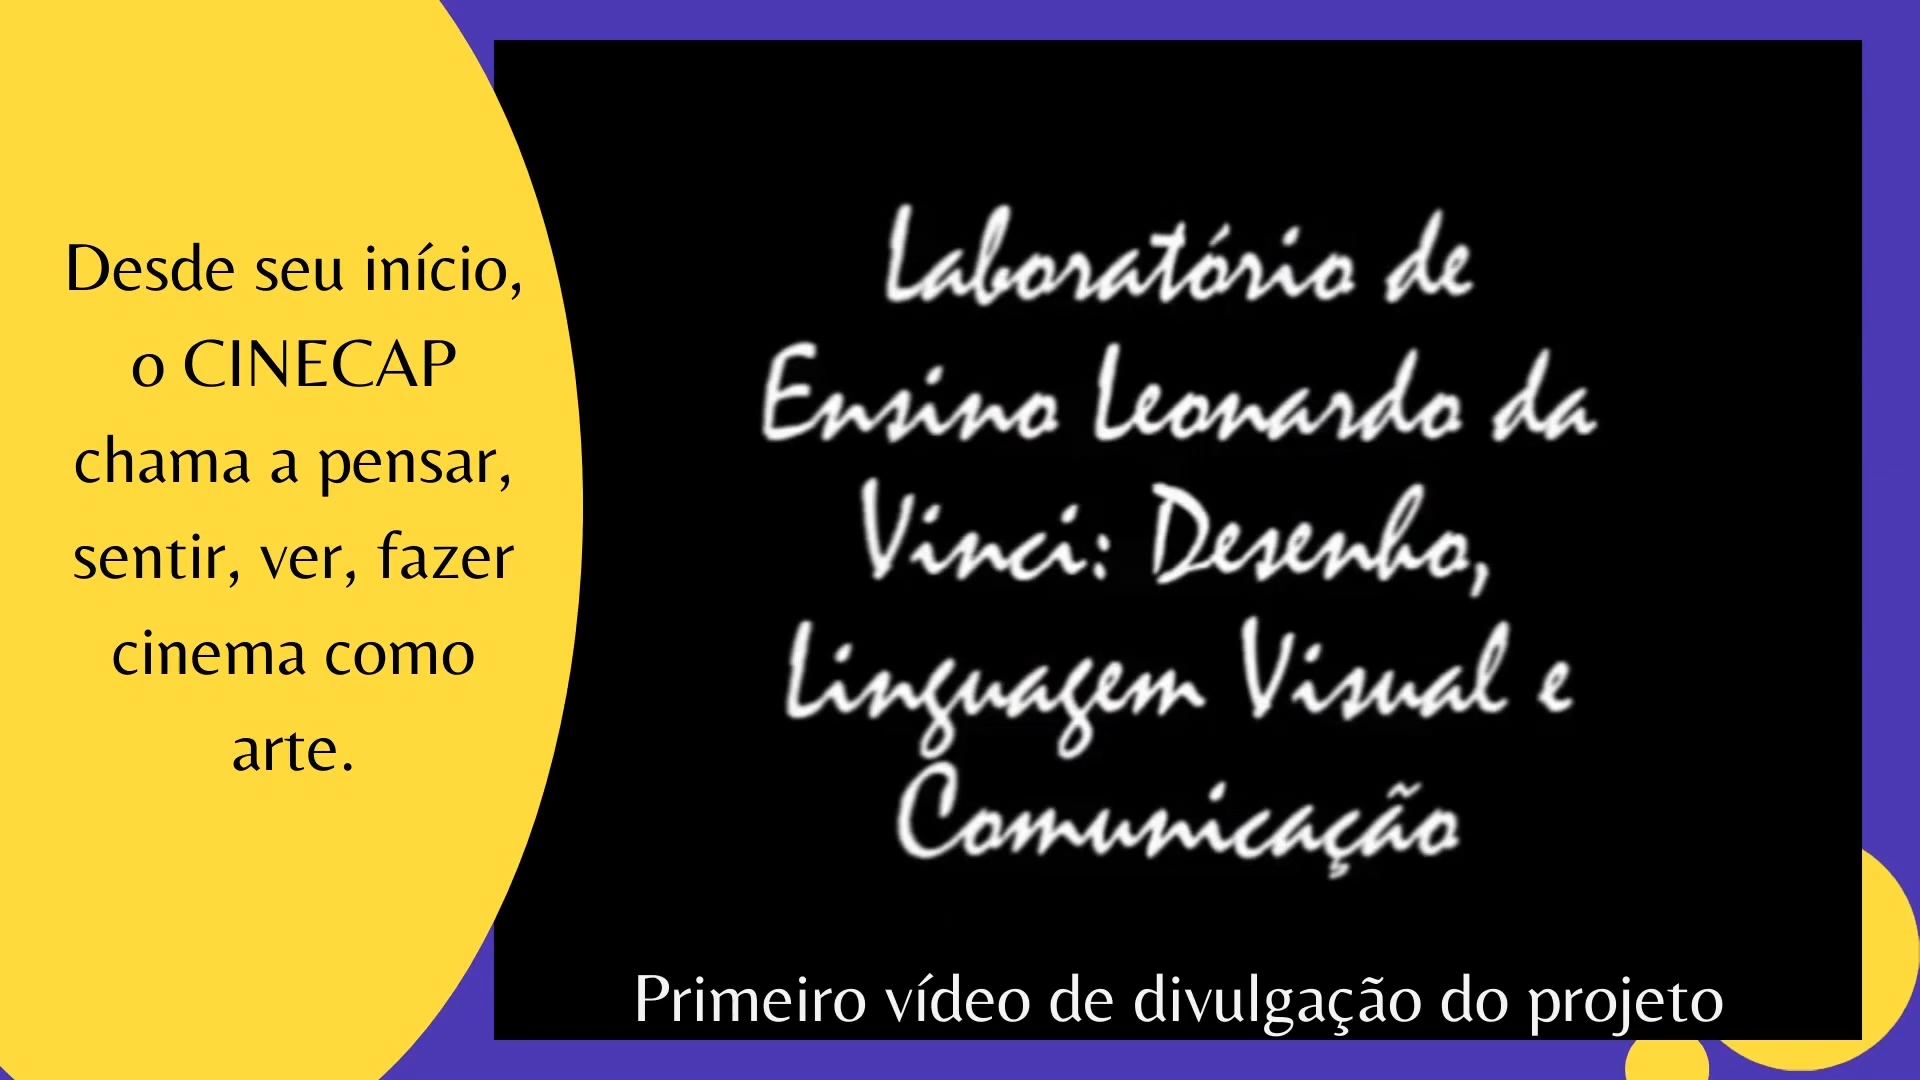 Desde seu início,
o CINECAP
chama a pensar,
sentir, ver, fazer
cinema como
arte.
Laboratório de
Ensino Leonardo da
Vinci: Desenho,
Linguagem Visual e
Comunicação
Primeiro vídeo de divulgação do projeto